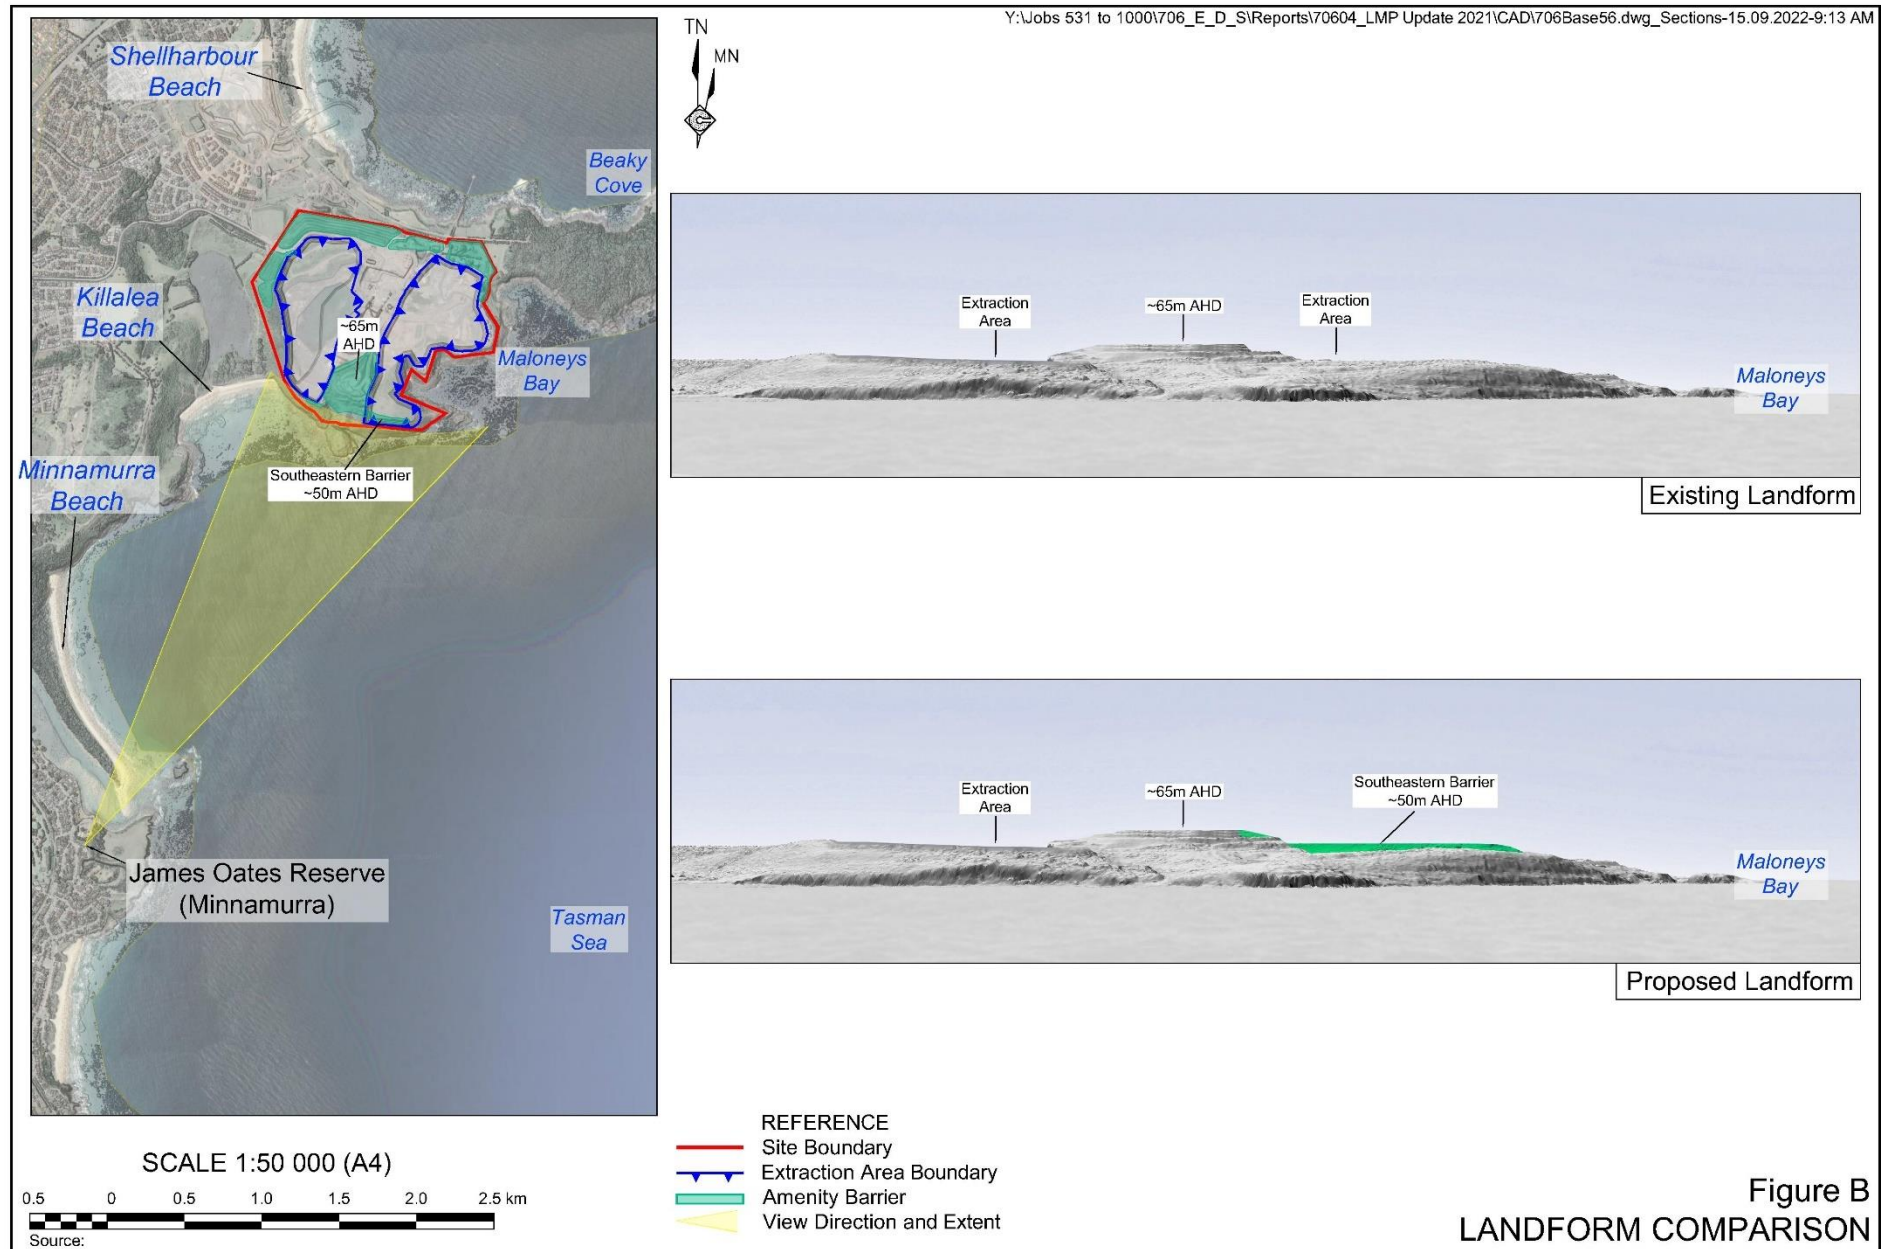 Y:\Jobs 531 to 1000\706_E_D_S\Reports\70604_LMP Update 2021\CAD\706Base56.dwg_Sections-15.09.2022-9:13 AM
Shellharbour
Beach
Beaky
Cove
Killalea
Beach
~65m
AHD
Maloneys
Bay
Minnamurra
Beach
Southeastern Barrier
~50m AHD
James Oates Reserve
(Minnamurra)
Tasman
Sea
TN
MN
Extraction
Area
~65m AHD
Extraction
Area
Maloneys
Bay
Existing Landform
Extraction
Area
~65m AHD
Southeastern Barrier
~50m AHD
Maloneys
Bay
Proposed Landform
SCALE 1:50 000 (A4)
0.5 0 0.5 1.0 1.5 2.0 2.5 km
Source:
REFERENCE
Site Boundary
Extraction Area Boundary
Amenity Barrier
View Direction and Extent
Figure B
LANDFORM COMPARISON